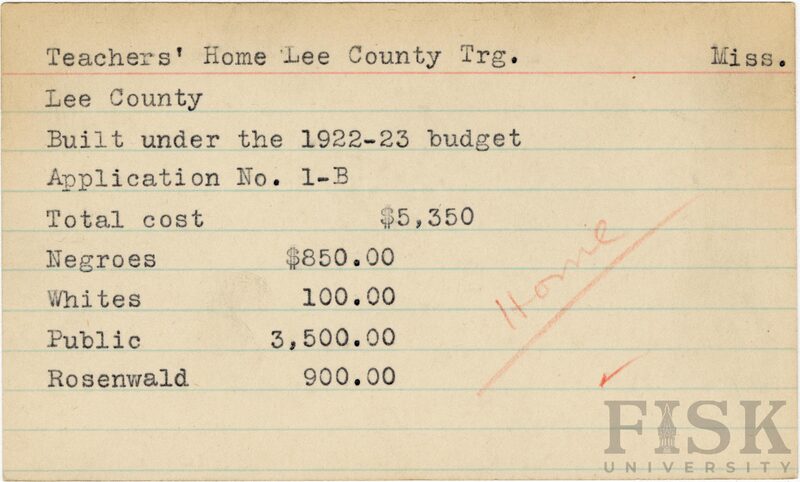 Teachers' Home Lee County Trg. Miss.
Lee County
Built under the 1922-23 budget
Application No. 1-B
Total cost $5,350
Negroes $850.00
Whites 100.00
Public 3,500.00
Rosenwald 900.00
Home
FISK
UNIVERSITY